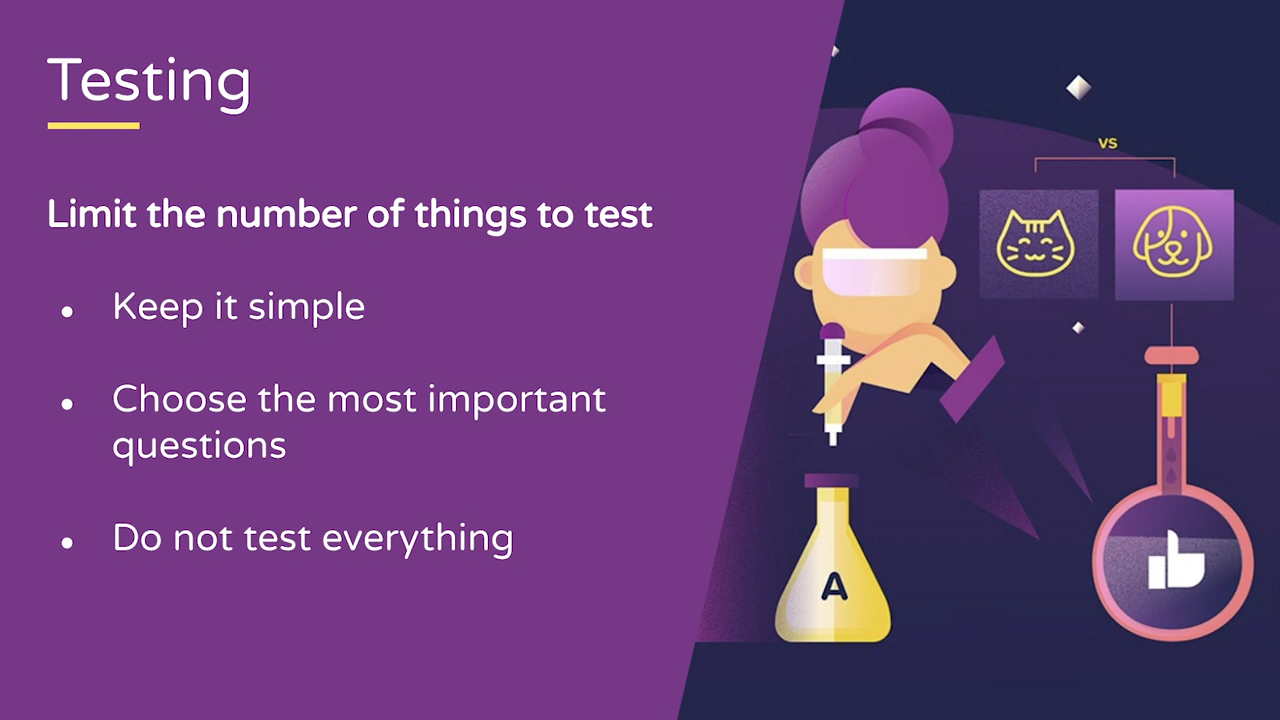 Testing
Limit the number of things to test
● Keep it simple
● Choose the most important
questions
● Do not test everything
vs
A